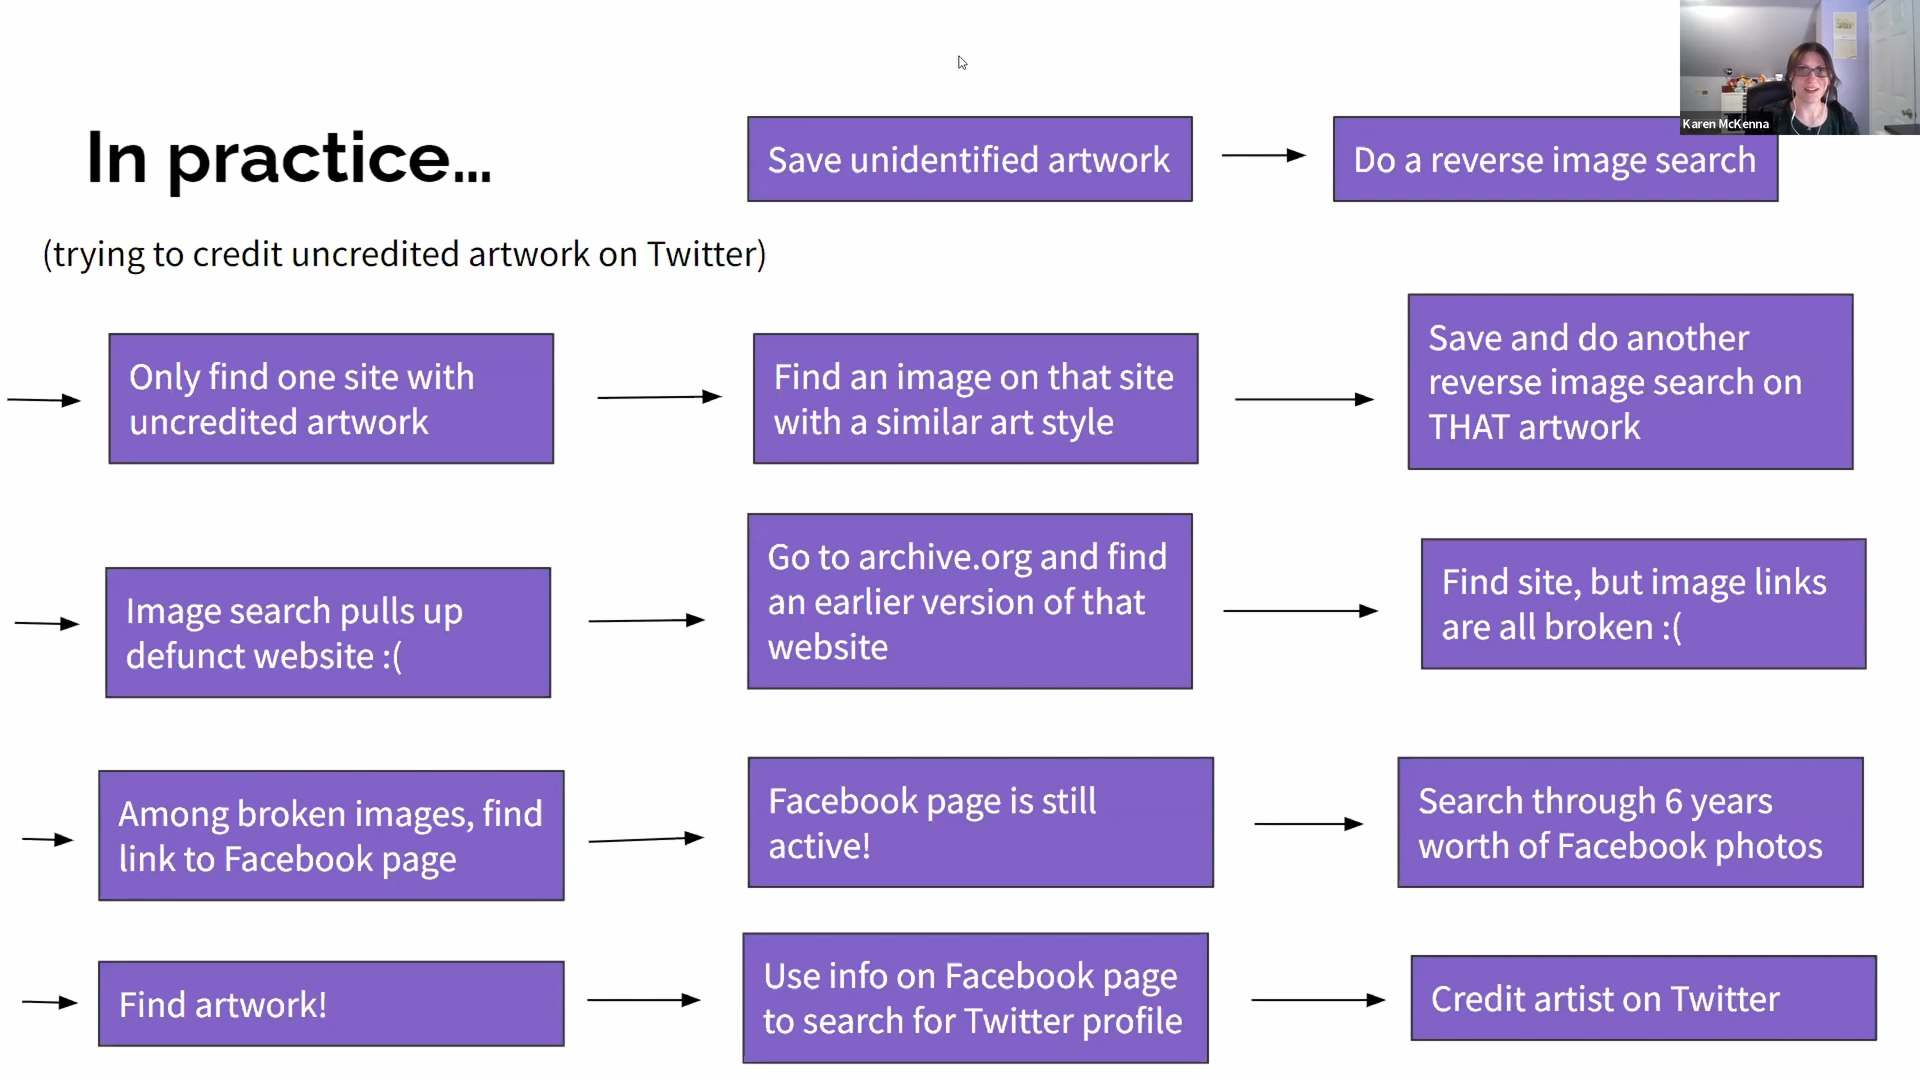 Karen McKenna
In practice...
(trying to credit uncredited artwork on Twitter)
Save unidentified artwork
Do a reverse image search
Only find one site with
uncredited artwork
Find an image on that site
with a similar art style
Save and do another
reverse image search on
THAT artwork
Image search pulls up
defunct website :(
Go to archive.org and find
an earlier version of that
website
Find site, but image links
are all broken :(
Among broken images, find
link to Facebook page
Facebook page is still
active!
Search through 6 years
worth of Facebook photos
Find artwork!
Use info on Facebook page
to search for Twitter profile
Credit artist on Twitter